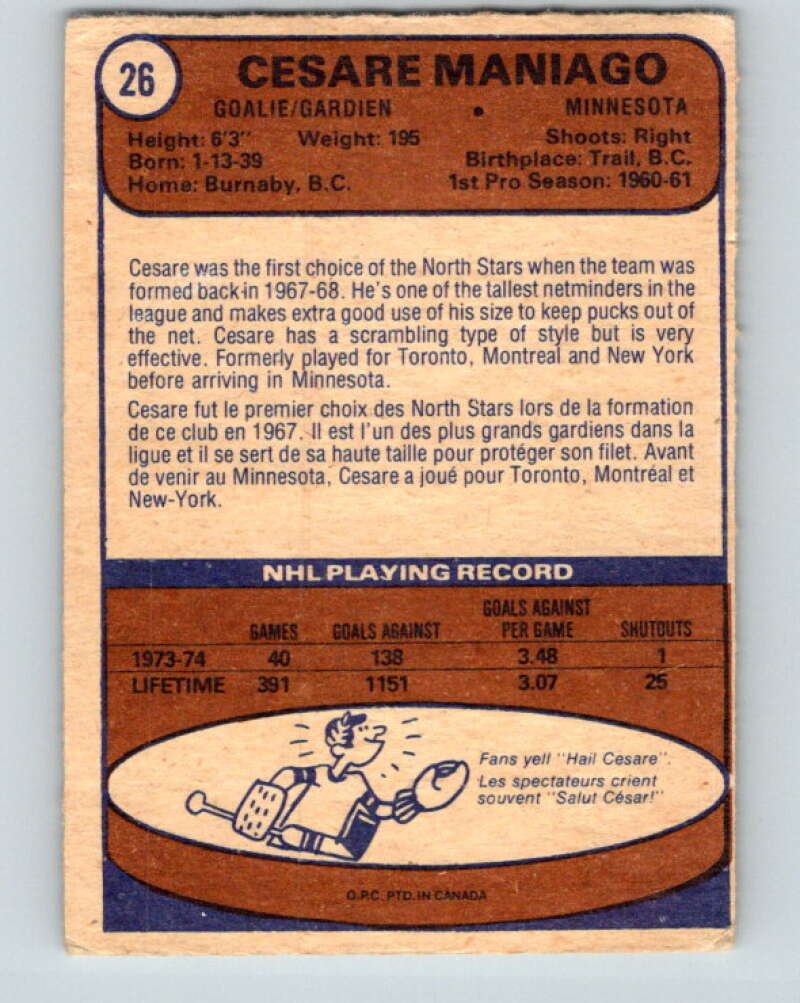 26
CESARE MANIAGO
GOALIE/GARDIEN • MINNESOTA
Height: 6'3" Weight: 195 Shoots: Right
Born: 1-13-39 Birthplace: Trail, B.C.
Home: Burnaby, B.C. 1st Pro Season: 1960-61
Cesare was the first choice of the North Stars when the team was
formed back in 1967-68. He's one of the tallest netminders in the
league and makes extra good use of his size to keep pucks out of
the net. Cesare has a scrambling type of style but is very
effective. Formerly played for Toronto, Montreal and New York
before arriving in Minnesota.
Cesare fut le premier choix des North Stars lors de la formation
de ce club en 1967. Il est l'un des plus grands gardiens dans la
ligue et il se sert de sa haute taille pour protéger son filet. Avant
de venir au Minnesota, Cesare a joué pour Toronto, Montréal et
New-York.
NHL PLAYING RECORD
GAMES GOALS AGAINST GOALS AGAINST PER GAME SHUTOUTS
1973-74 40 138 3.48 1
LIFETIME 391 1151 3.07 25
Fans yell "Hail Cesare".
Les spectateurs crient
souvent "Salut César!"
O.P.C. PTD. IN CANADA